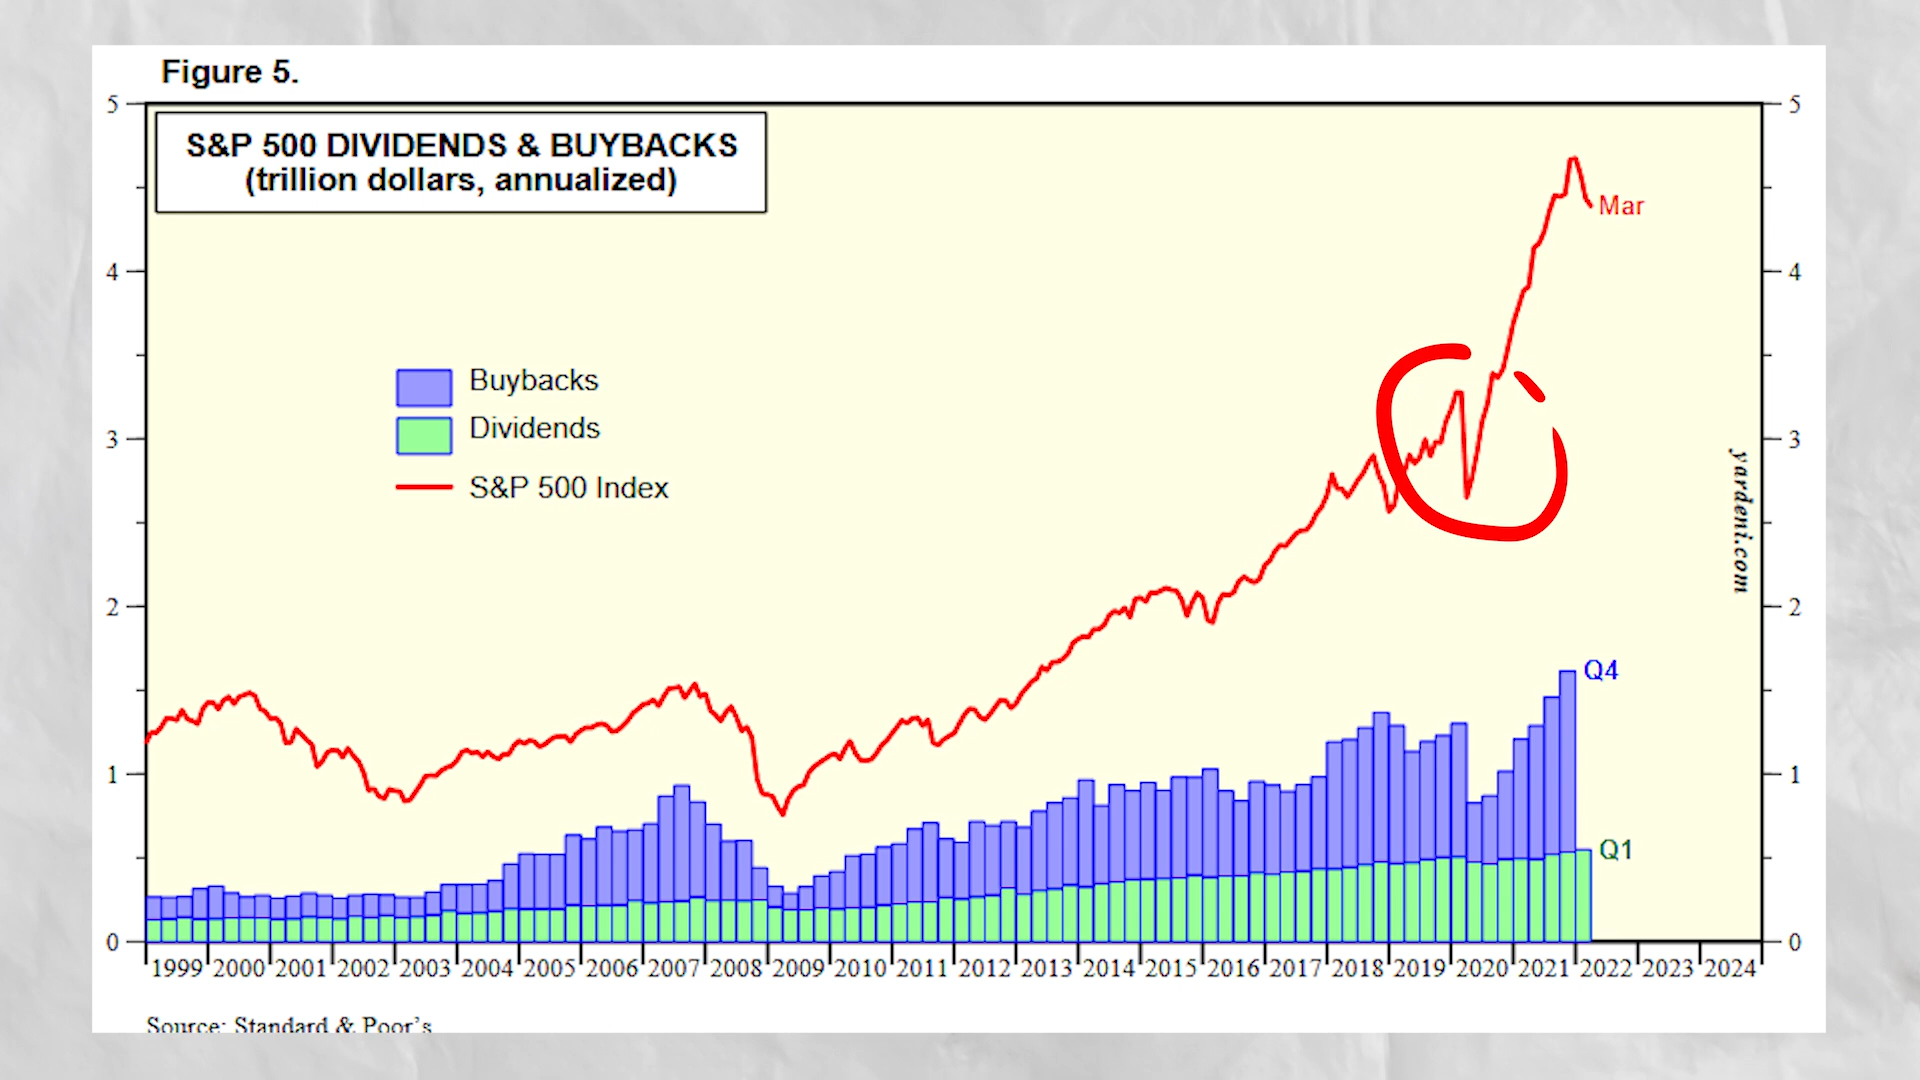 Figure 5.
S&P 500 DIVIDENDS & BUYBACKS
(trillion dollars, annualized)
5
4
3
2
1
0
Buybacks
Dividends
S&P 500 Index
Mar
Q4
Q1
5
4
3
2
1
0
yardeni.com
1999 2000 2001 2002 2003 2004 2005 2006 2007 2008 2009 2010 2011 2012 2013 2014 2015 2016 2017 2018 2019 2020 2021 2022 2023 2024
Source: Standard & Poor's